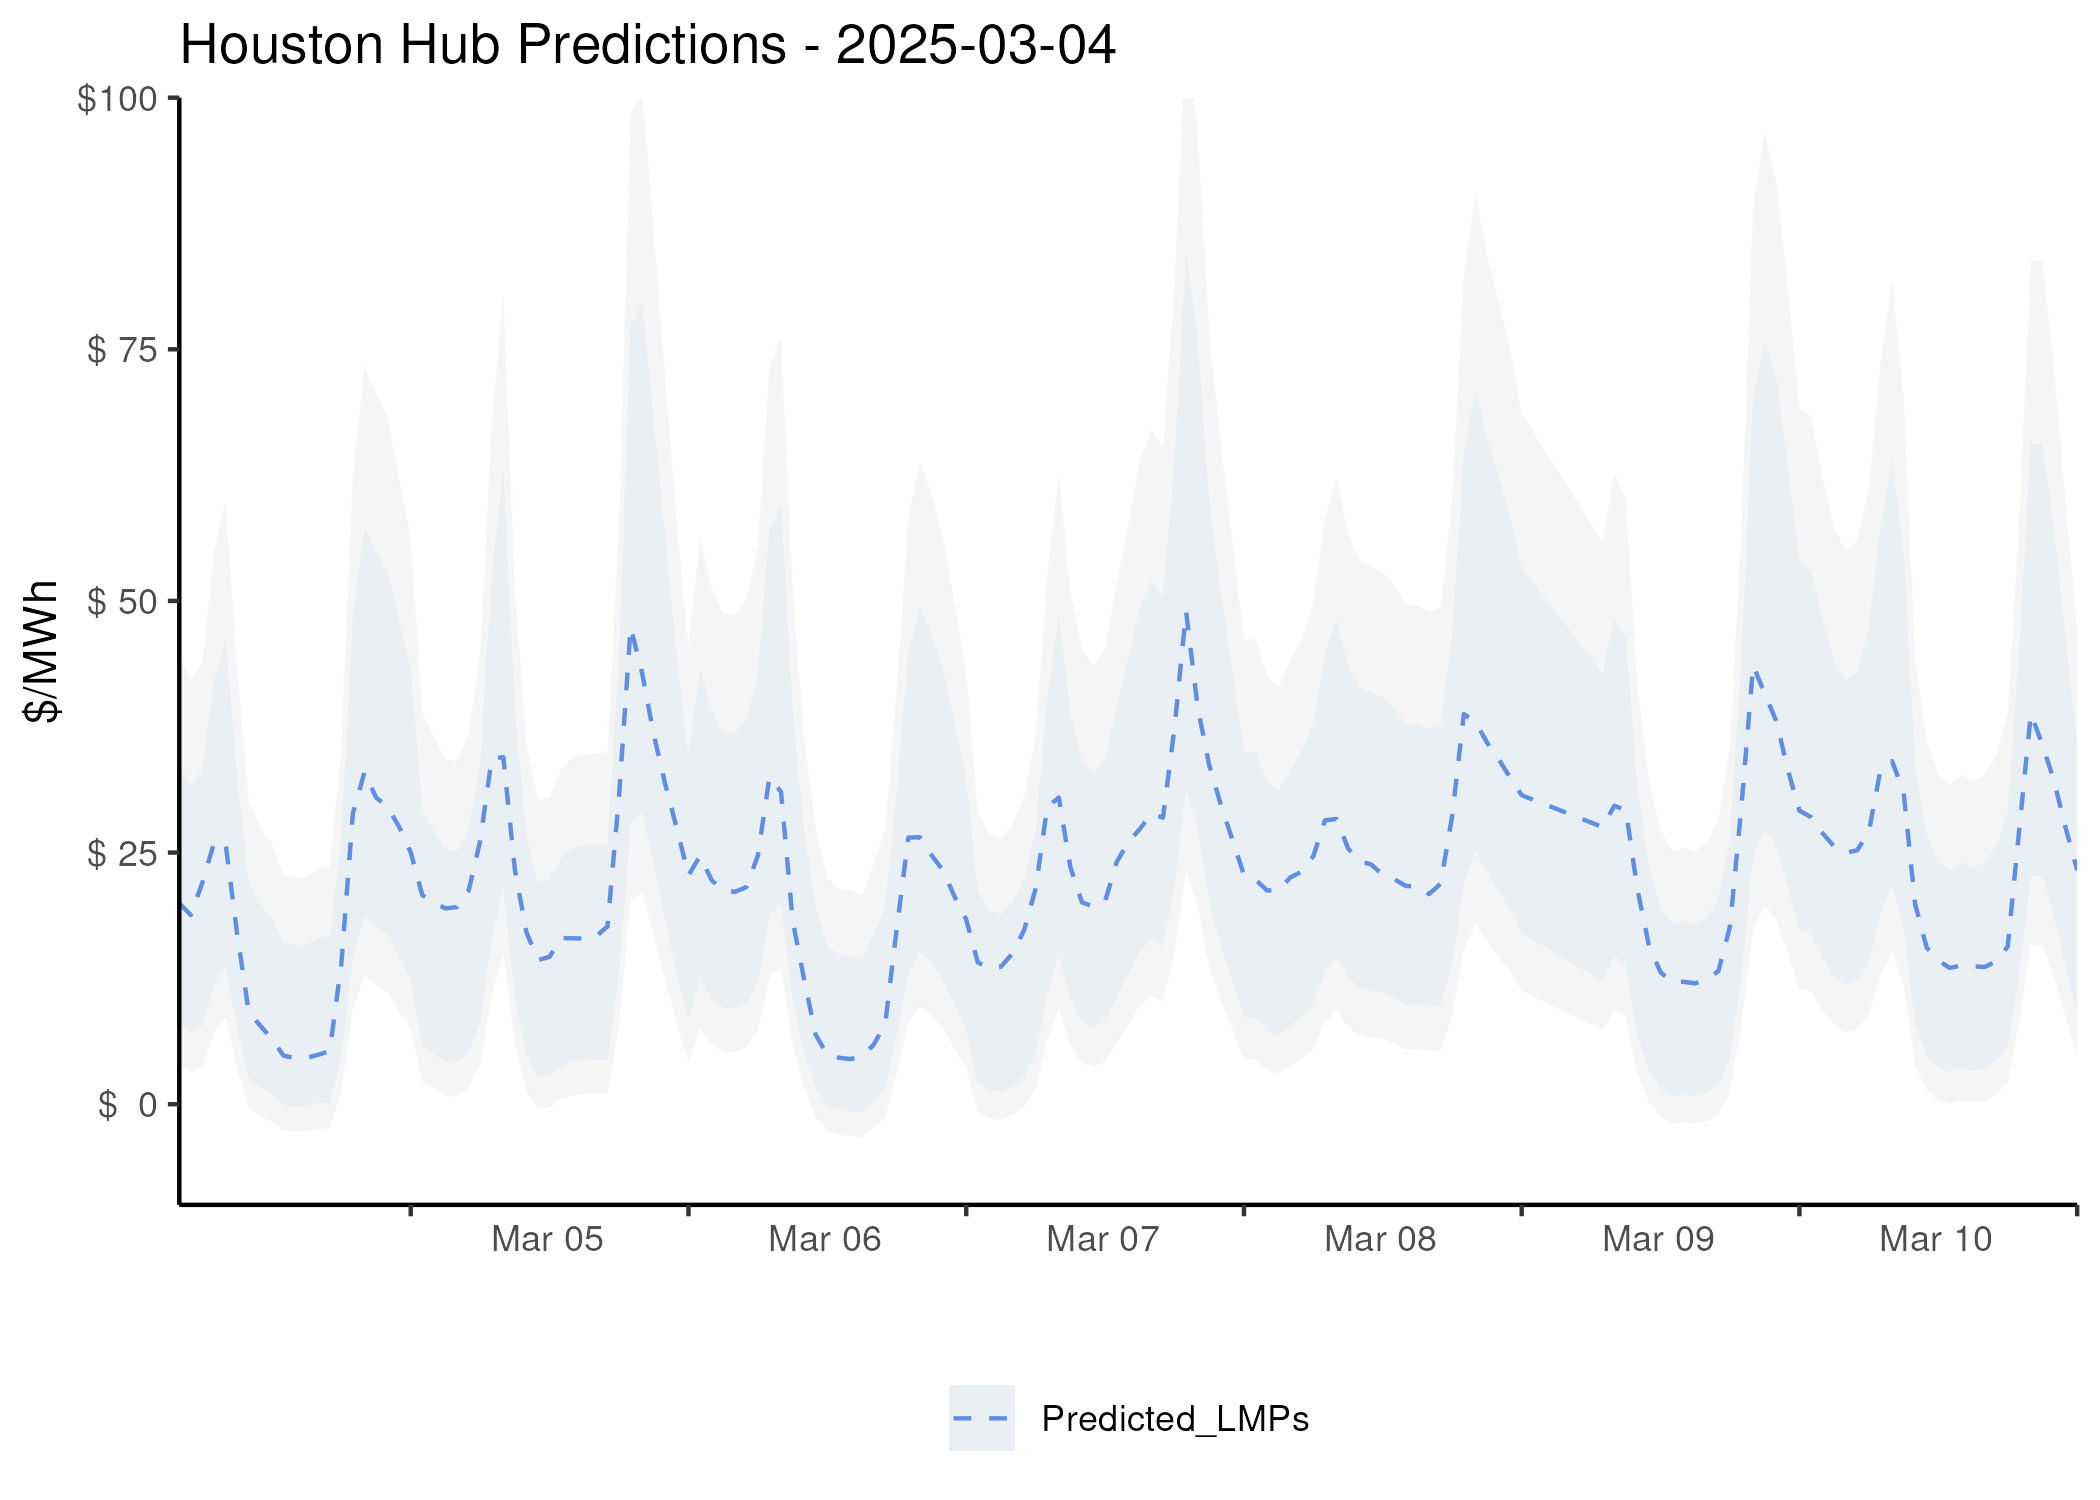 Houston Hub Predictions - 2025-03-04
$100
$ 75
$ 50
$ 25
$  0
$/MWh
Mar 05 Mar 06 Mar 07 Mar 08 Mar 09 Mar 10
Predicted_LMPs